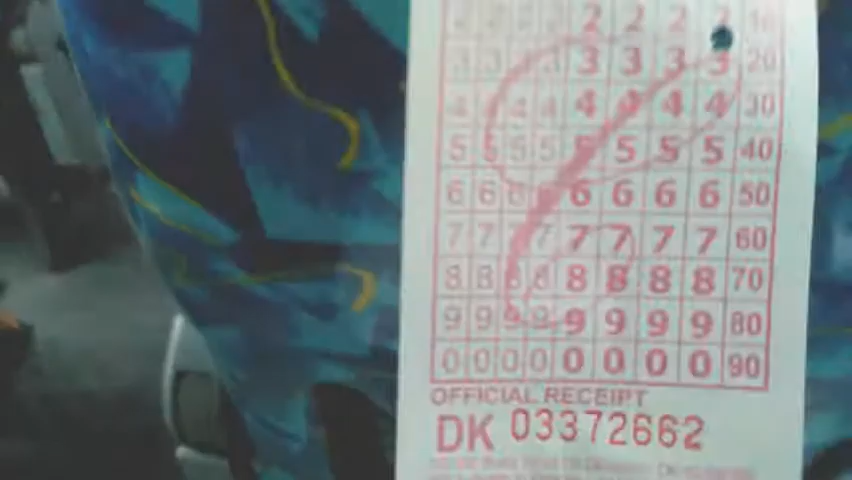 2 2 2 2 2 2 2 2 10
3 3 3 3 3 3 3 3 20
4 4 4 4 4 4 4 4 30
5 5 5 5 5 5 5 5 40
6 6 6 6 6 6 6 6 50
7 7 7 7 7 7 7 7 60
8 8 8 8 8 8 8 8 70
9 9 9 9 9 9 9 9 80
0 0 0 0 0 0 0 0 90
OFFICIAL RECEIPT
DK 03372662